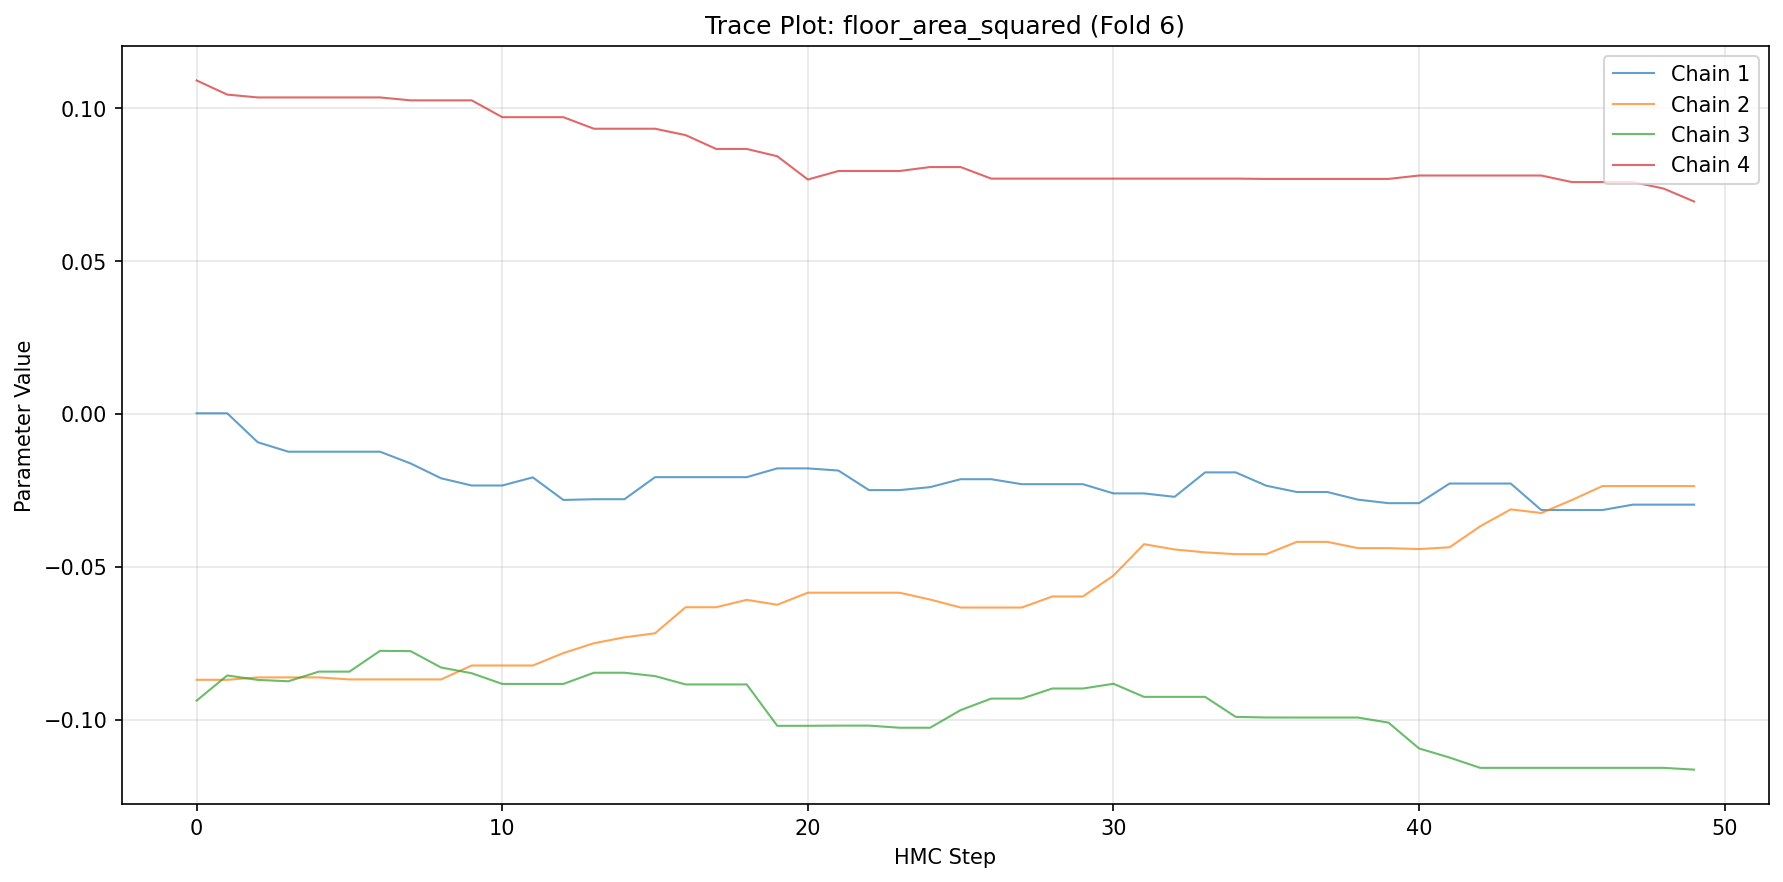 Trace Plot: floor_area_squared (Fold 6)
Chain 1
Chain 2
Chain 3
Chain 4
0.10
0.05
0.00
−0.05
−0.10
Parameter Value
0
10
20
30
40
50
HMC Step